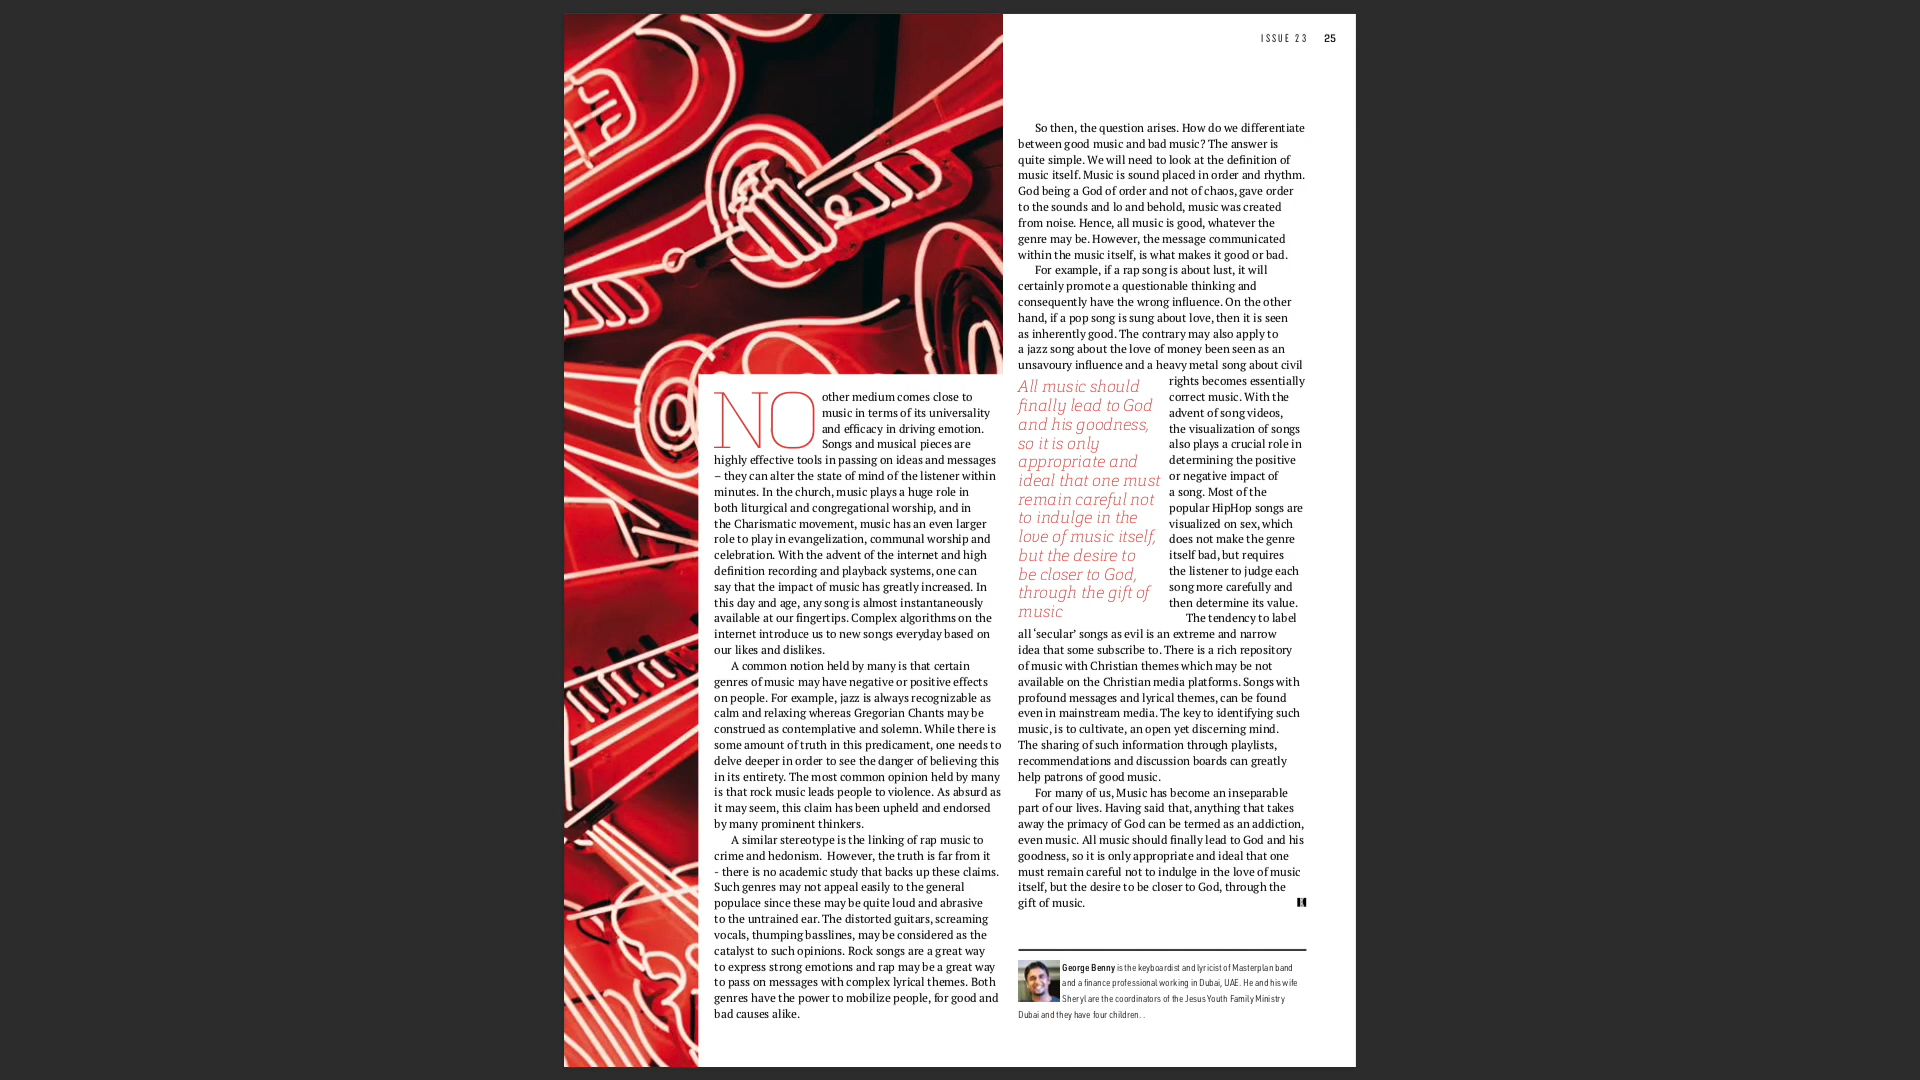 ISSUE 23 25
NO other medium comes close to
music in terms of its universality
and efficacy in driving emotion.
Songs and musical pieces are
highly effective tools in passing on ideas and messages
– they can alter the state of mind of the listener within
minutes. In the church, music plays a huge role in
both liturgical and congregational worship, and in
the Charismatic movement, music has an even larger
role to play in evangelization, communal worship and
celebration. With the advent of the internet and high
definition recording and playback systems, one can
say that the impact of music has greatly increased. In
this day and age, any song is almost instantaneously
available at our fingertips. Complex algorithms on the
internet introduce us to new songs everyday based on
our likes and dislikes.
A common notion held by many is that certain
genres of music may have negative or positive effects
on people. For example, jazz is always recognizable as
calm and relaxing whereas Gregorian Chants may be
construed as contemplative and solemn. While there is
some amount of truth in this predicament, one needs to
delve deeper in order to see the danger of believing this
in its entirety. The most common opinion held by many
is that rock music leads people to violence. As absurd as
it may seem, this claim has been upheld and endorsed
by many prominent thinkers.
A similar stereotype is the linking of rap music to
crime and hedonism. However, the truth is far from it
- there is no academic study that backs up these claims.
Such genres may not appeal easily to the general
populace since these may be quite loud and abrasive
to the untrained ear. The distorted guitars, screaming
vocals, thumping basslines, may be considered as the
catalyst to such opinions. Rock songs are a great way
to express strong emotions and rap may be a great way
to pass on messages with complex lyrical themes. Both
genres have the power to mobilize people, for good and
bad causes alike.
So then, the question arises. How do we differentiate
between good music and bad music? The answer is
quite simple. We will need to look at the definition of
music itself. Music is sound placed in order and rhythm.
God being a God of order and not of chaos, gave order
to the sounds and lo and behold, music was created
from noise. Hence, all music is good, whatever the
genre may be. However, the message communicated
within the music itself, is what makes it good or bad.
For example, if a rap song is about lust, it will
certainly promote a questionable thinking and
consequently have the wrong influence. On the other
hand, if a pop song is sung about love, then it is seen
as inherently good. The contrary may also apply to
a jazz song about the love of money been seen as an
unsavoury influence and a heavy metal song about civil
rights becomes essentially
correct music. With the
advent of song videos,
the visualization of songs
also plays a crucial role in
determining the positive
or negative impact of
a song. Most of the
popular HipHop songs are
visualized on sex, which
does not make the genre
itself bad, but requires
the listener to judge each
song more carefully and
then determine its value.
The tendency to label
all ‘secular’ songs as evil is an extreme and narrow
idea that some subscribe to. There is a rich repository
of music with Christian themes which may be not
available on the Christian media platforms. Songs with
profound messages and lyrical themes, can be found
even in mainstream media. The key to identifying such
music, is to cultivate, an open yet discerning mind.
The sharing of such information through playlists,
recommendations and discussion boards can greatly
help patrons of good music.
For many of us, Music has become an inseparable
part of our lives. Having said that, anything that takes
away the primacy of God can be termed as an addiction,
even music. All music should finally lead to God and his
goodness, so it is only appropriate and ideal that one
must remain careful not to indulge in the love of music
itself, but the desire to be closer to God, through the
gift of music.
All music should
finally lead to God
and his goodness,
so it is only
appropriate and
ideal that one must
remain careful not
to indulge in the
love of music itself,
but the desire to
be closer to God,
through the gift of
music
George Benny is the keyboardist and lyricist of Masterplan band
and a finance professional working in Dubai, UAE. He and his wife
Sheryl are the coordinators of the Jesus Youth Family Ministry
Dubai and they have four children. .